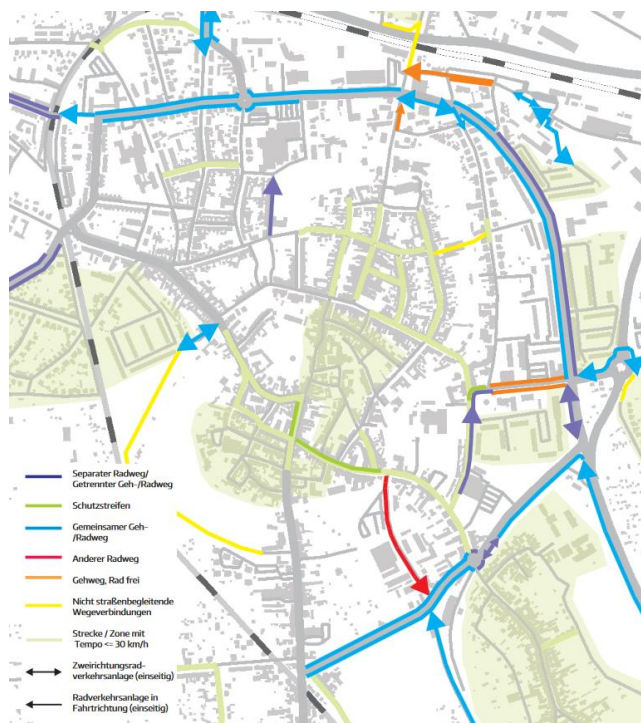 Separater Radweg/
Getrennter Geh-/Radweg
Schutzstreifen
Gemeinsamer Geh-
/Radweg
Anderer Radweg
Gehweg, Rad frei
Nicht straßenbegleitende
Wegeverbindungen
Strecke / Zone mit
Tempo <= 30 km/h
Zweirichtungsrad-
verkehrsanlage (einseitig)
Radverkehrsanlage in
Fahrtrichtung (einseitig)